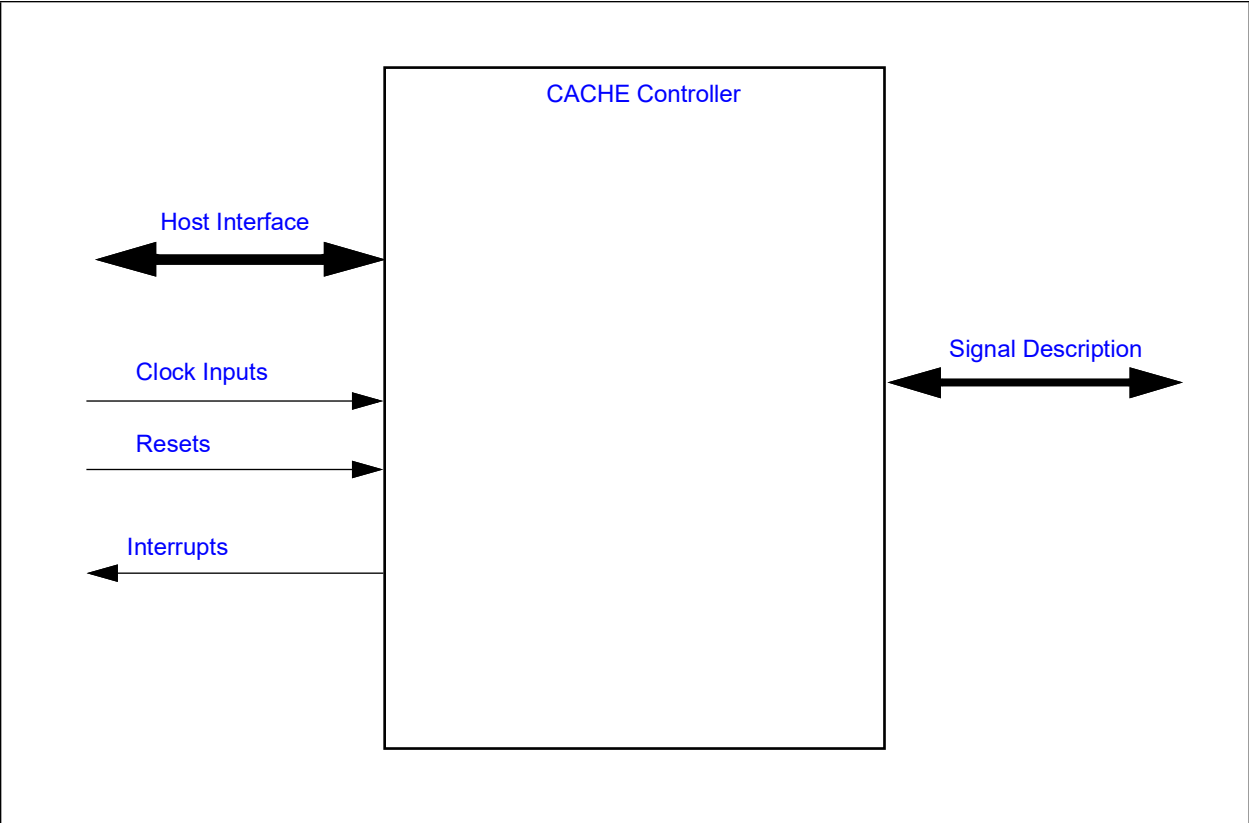 CACHE Controller
Host Interface
Signal Description
Clock Inputs
Resets
Interrupts